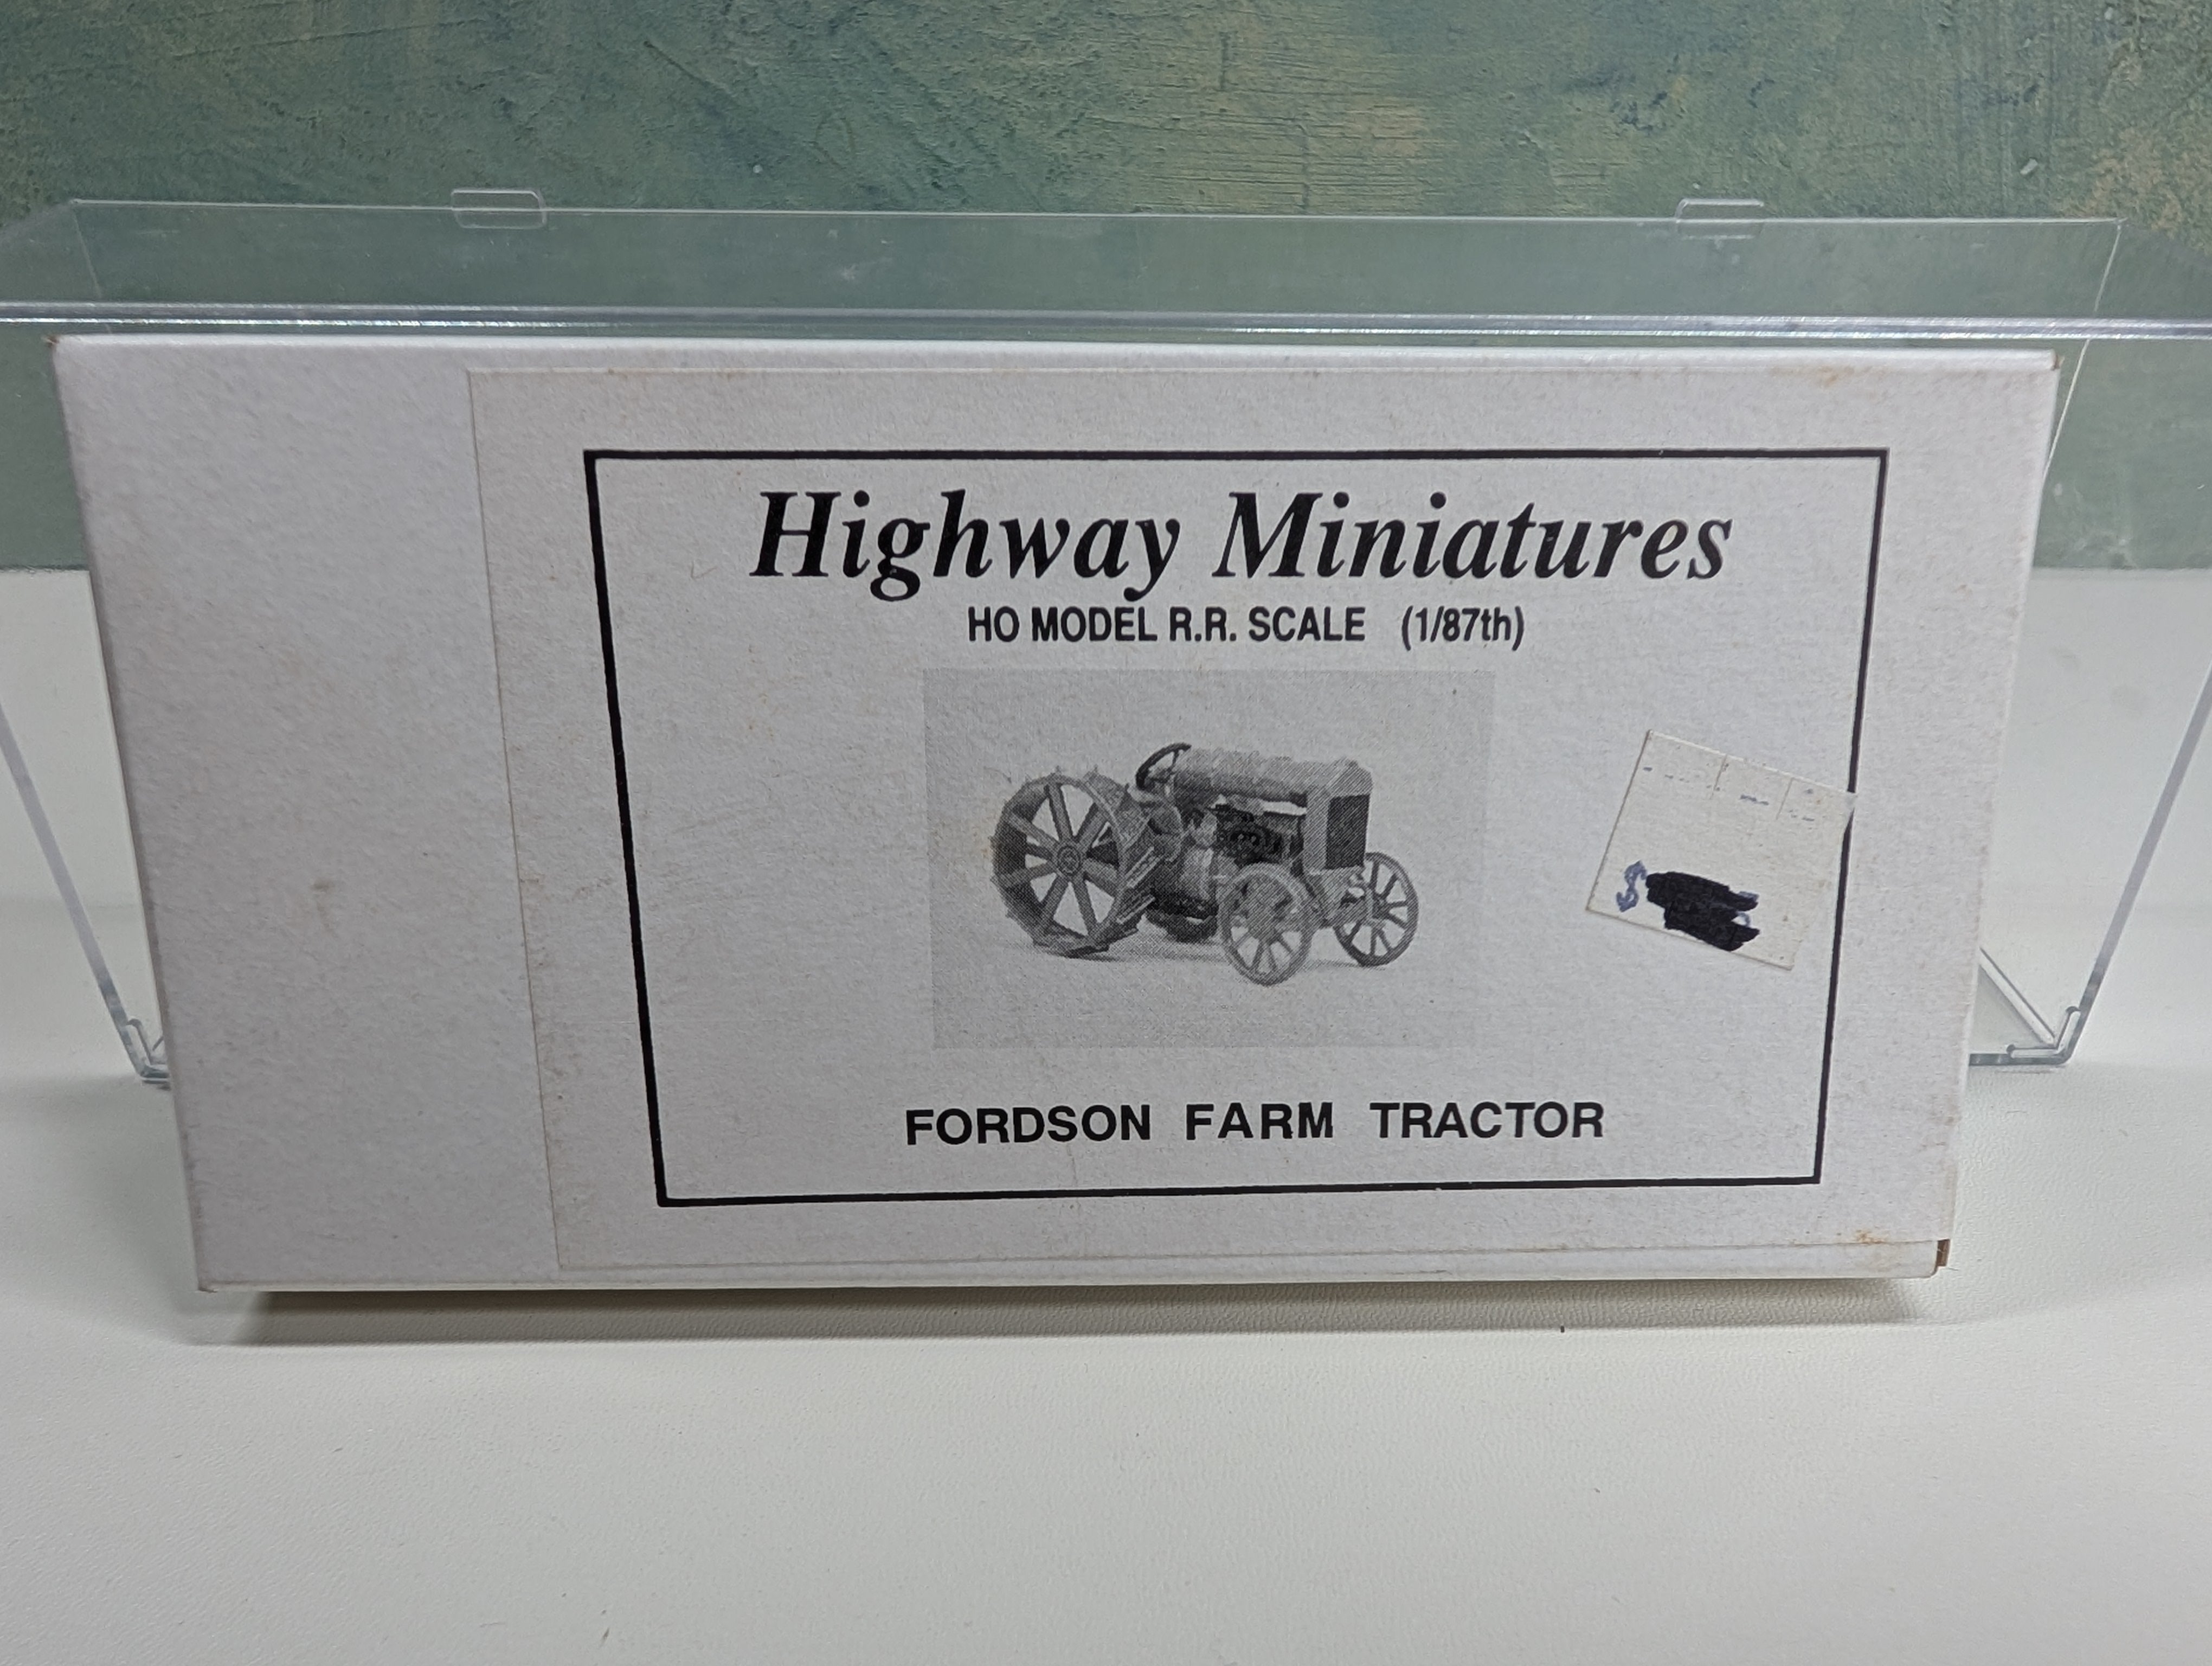 Highway Miniatures
HO MODEL R.R. SCALE (1/87th)
$
FORDSON FARM TRACTOR